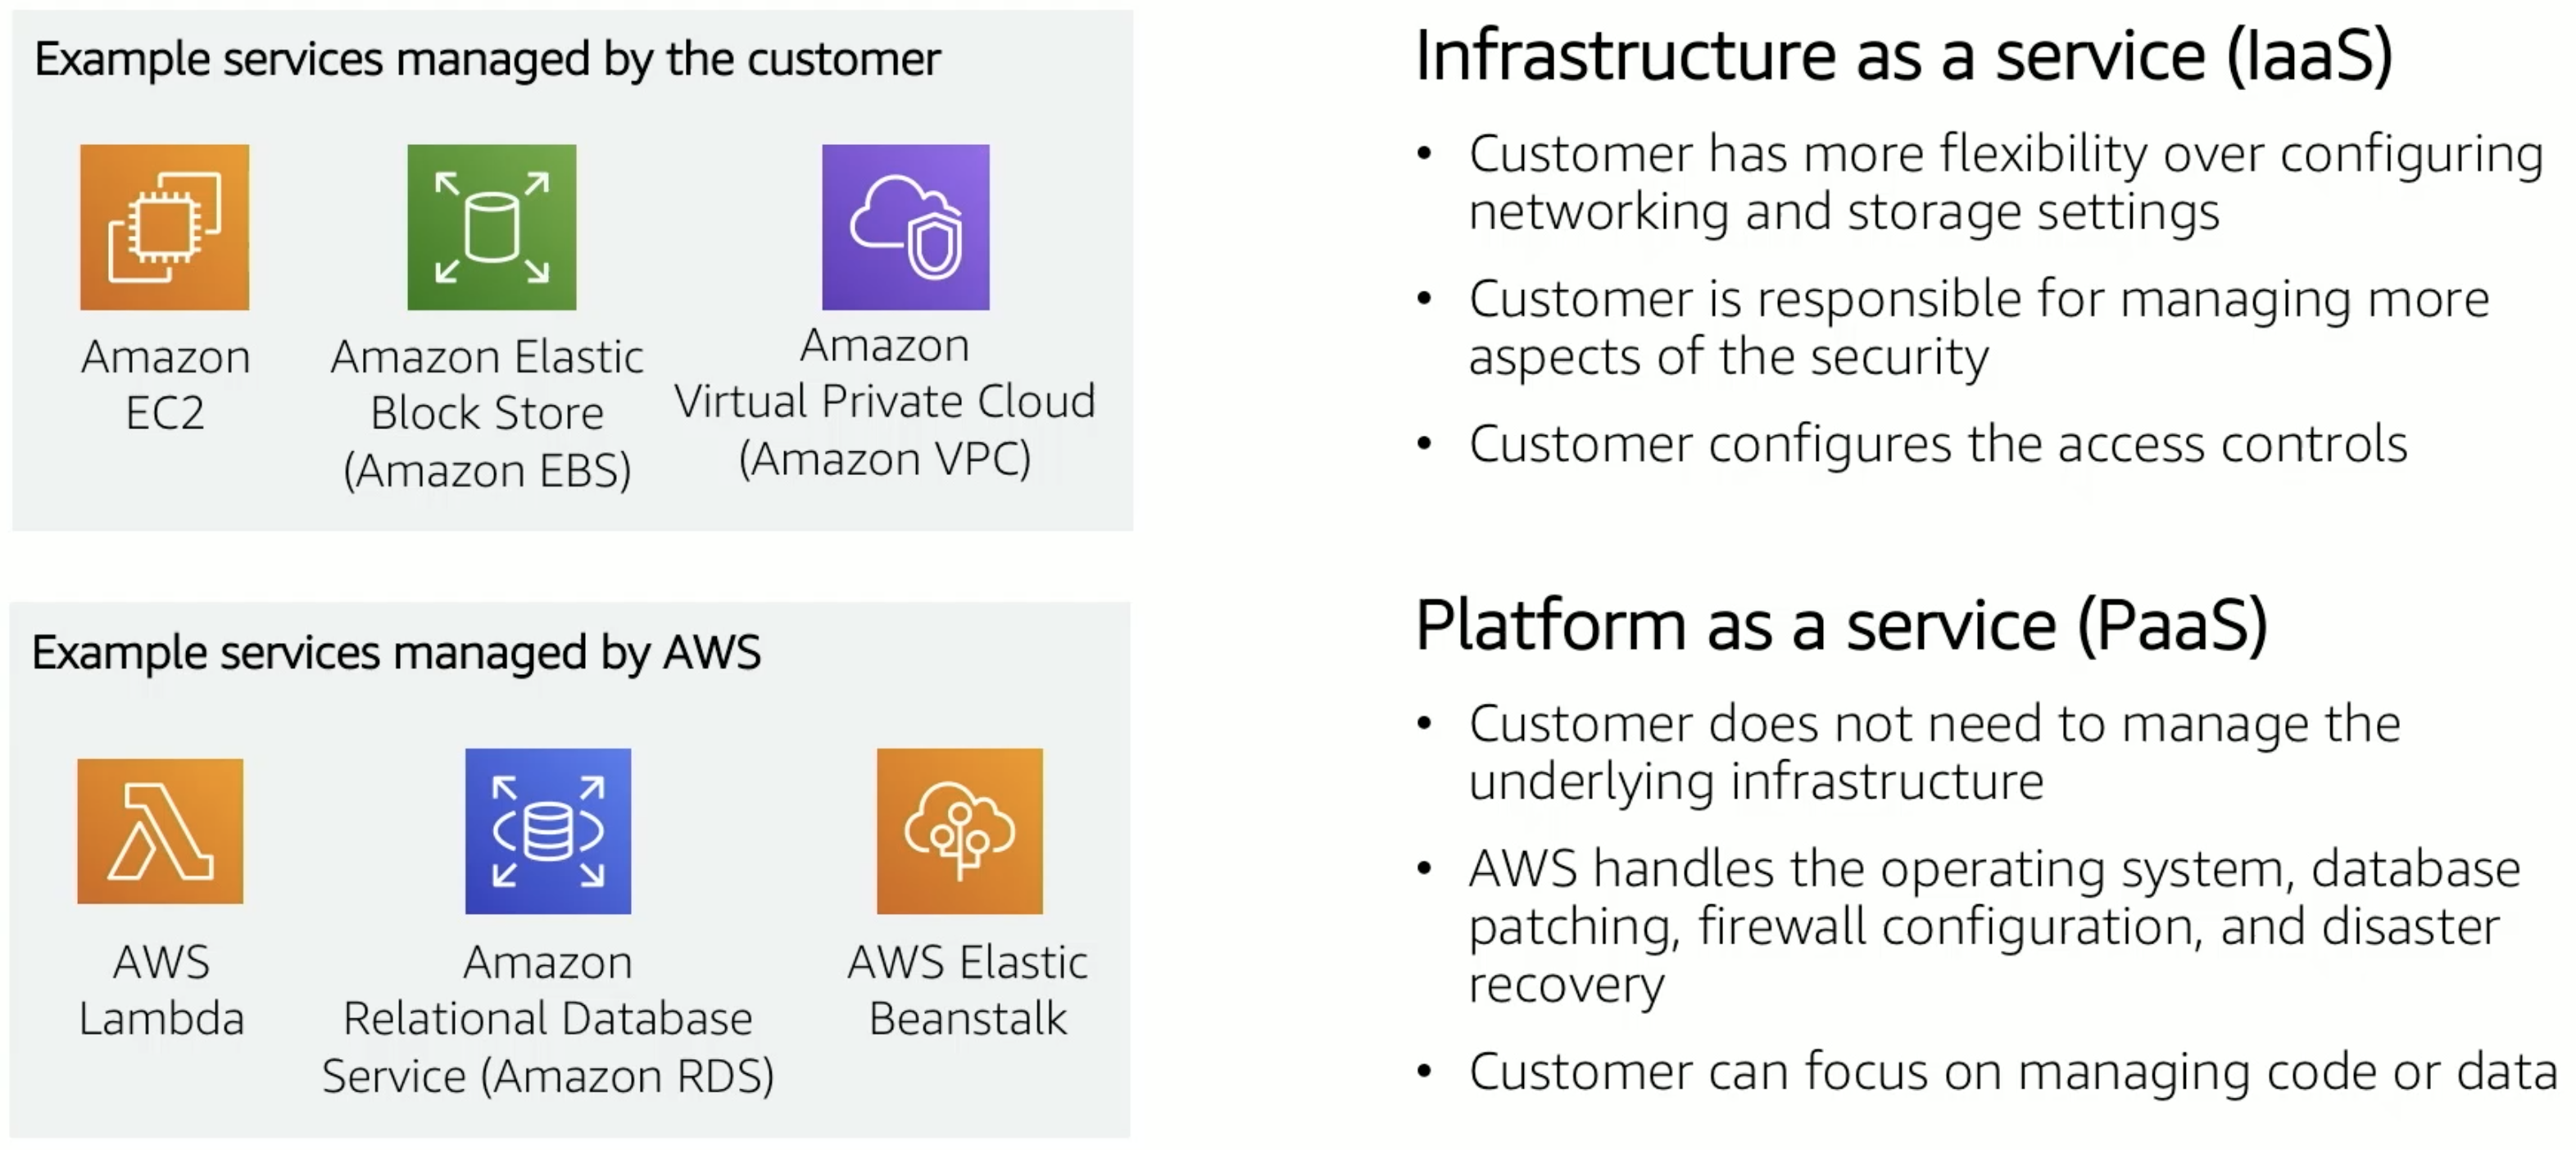 Example services managed by the customer
Amazon
EC2
Amazon Elastic
Block Store
(Amazon EBS)
Amazon
Virtual Private Cloud
(Amazon VPC)
Infrastructure as a service (IaaS)
• Customer has more flexibility over configuring
networking and storage settings
• Customer is responsible for managing more
aspects of the security
• Customer configures the access controls
Example services managed by AWS
AWS
Lambda
Amazon
Relational Database
Service (Amazon RDS)
AWS Elastic
Beanstalk
Platform as a service (PaaS)
• Customer does not need to manage the
underlying infrastructure
• AWS handles the operating system, database
patching, firewall configuration, and disaster
recovery
• Customer can focus on managing code or data